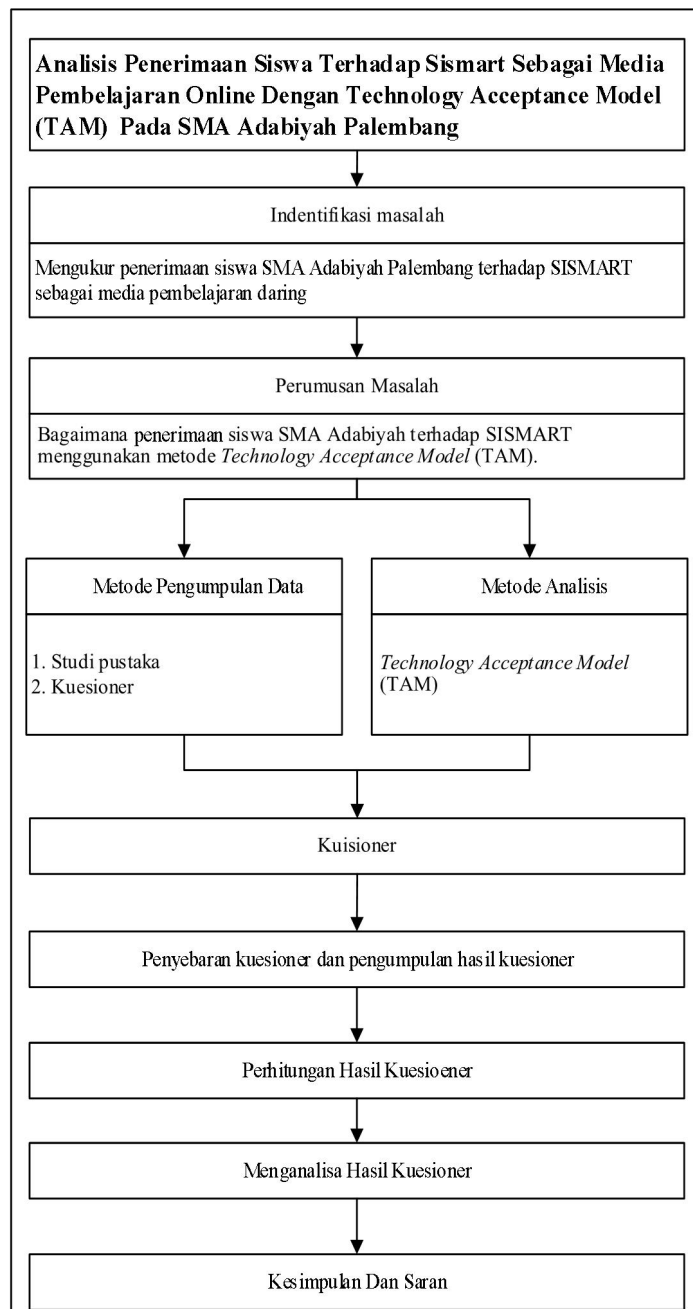 Analisis Penerimaan Siswa Terhadap Sismart Sebagai Media
Pembelajaran Online Dengan Technology Acceptance Model
(TAM) Pada SMA Adabiyah Palembang
Indentifikasi masalah
Mengukur penerimaan siswa SMA Adabiyah Palembang terhadap SISMART
sebagai media pembelajaran daring
Perumusan Masalah
Bagaimana penerimaan siswa SMA Adabiyah terhadap SISMART
menggunakan metode Technology Acceptance Model (TAM).
Metode Pengumpulan Data
1. Studi pustaka
2. Kuesioner
Metode Analisis
Technology Acceptance Model
(TAM)
Kuisioner
Penyebaran kuesioner dan pengumpulan hasil kuesioner
Perhitungan Hasil Kuesioener
Menganalisa Hasil Kuesioner
Kesimpulan Dan Saran